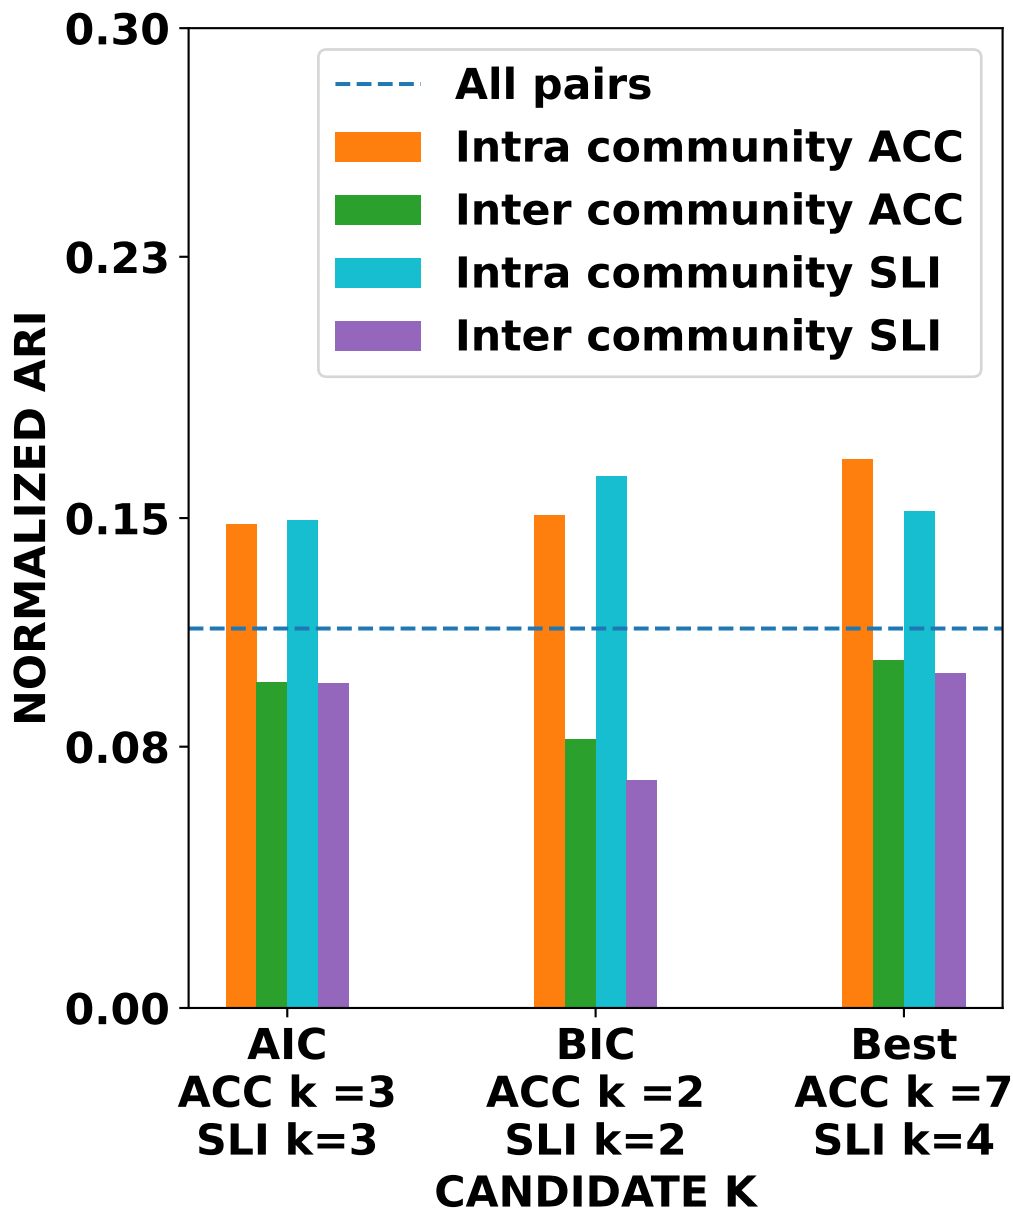 0.30
0.23
0.15
0.08
0.00
NORMALIZED ARI
All pairs
Intra community ACC
Inter community ACC
Intra community SLI
Inter community SLI
AIC
ACC k =3
SLI k=3
BIC
ACC k =2
SLI k=2
Best
ACC k =7
SLI k=4
CANDIDATE K